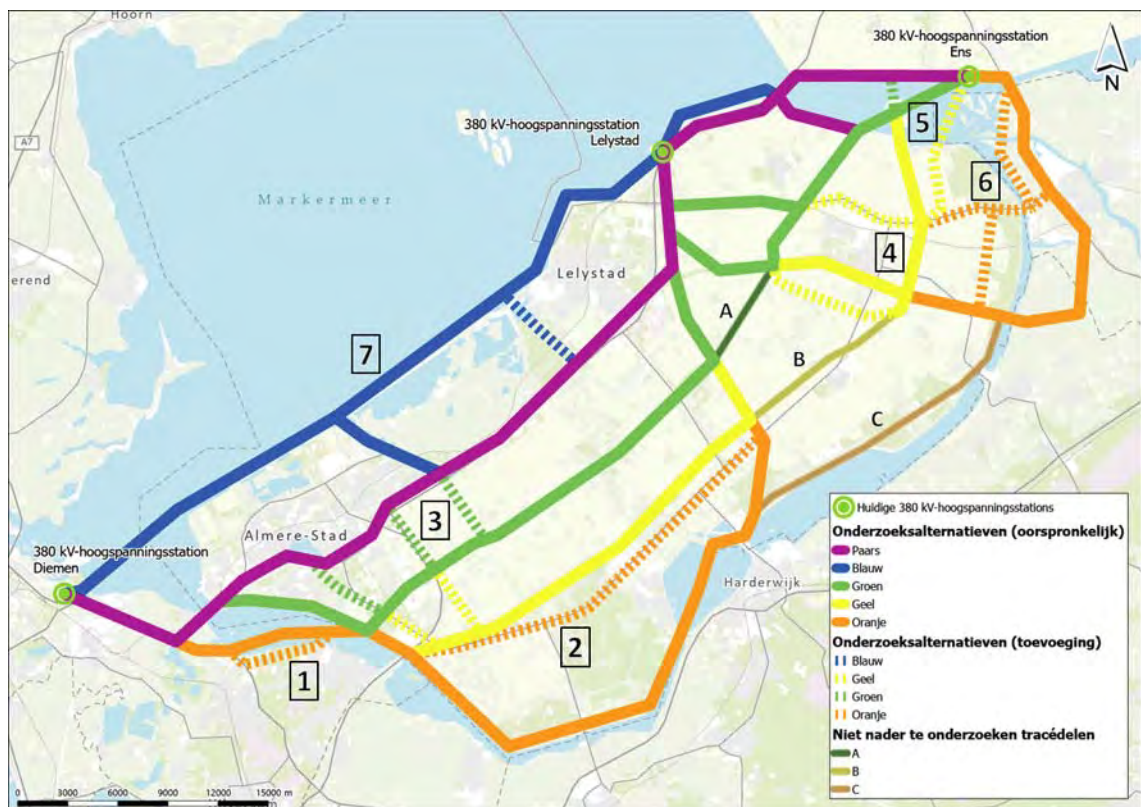 Hoorn
A7
erend
Markermeer
380 kV-hoogspanningsstation
Ens
N
380 kV-hoogspanningsstation
Lelystad
5
6
4
Lelystad
A
B
C
7
3
Almere-Stad
380 kV-hoogspanningsstation
Diemen
Harderwijk
2
1
Huidige 380 kV-hoogspanningsstations
Onderzoeksalternatieven (oorspronkelijk)
Paars
Blauw
Groen
Geel
Oranje
Onderzoeksalternatieven (toevoeging)
Blauw
Geel
Groen
Oranje
Niet nader te onderzoeken tracédelen
A
B
C
0 3000 6000 9000 12000 15000 m